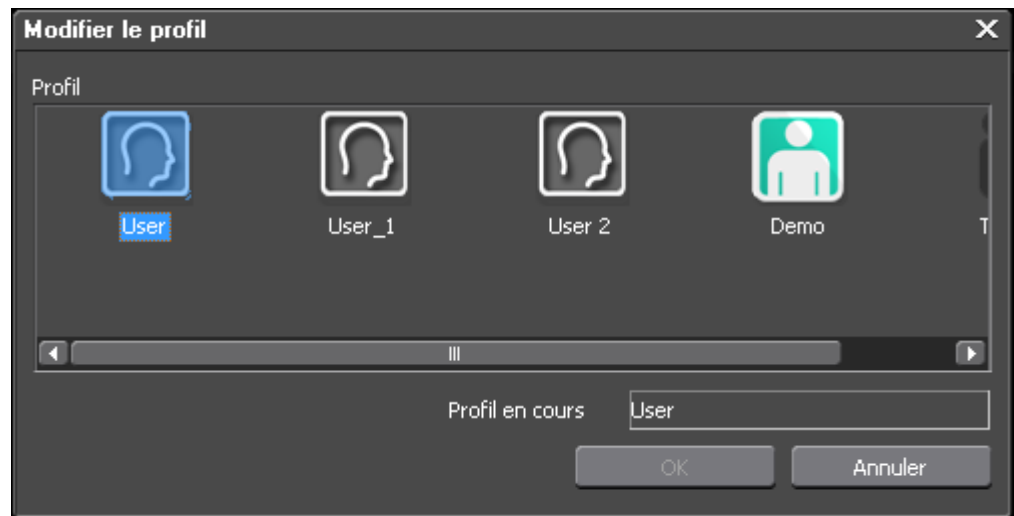 Modifier le profil
Profil
User
User_1
User 2
Demo
Profil en cours
User
OK
Annuler